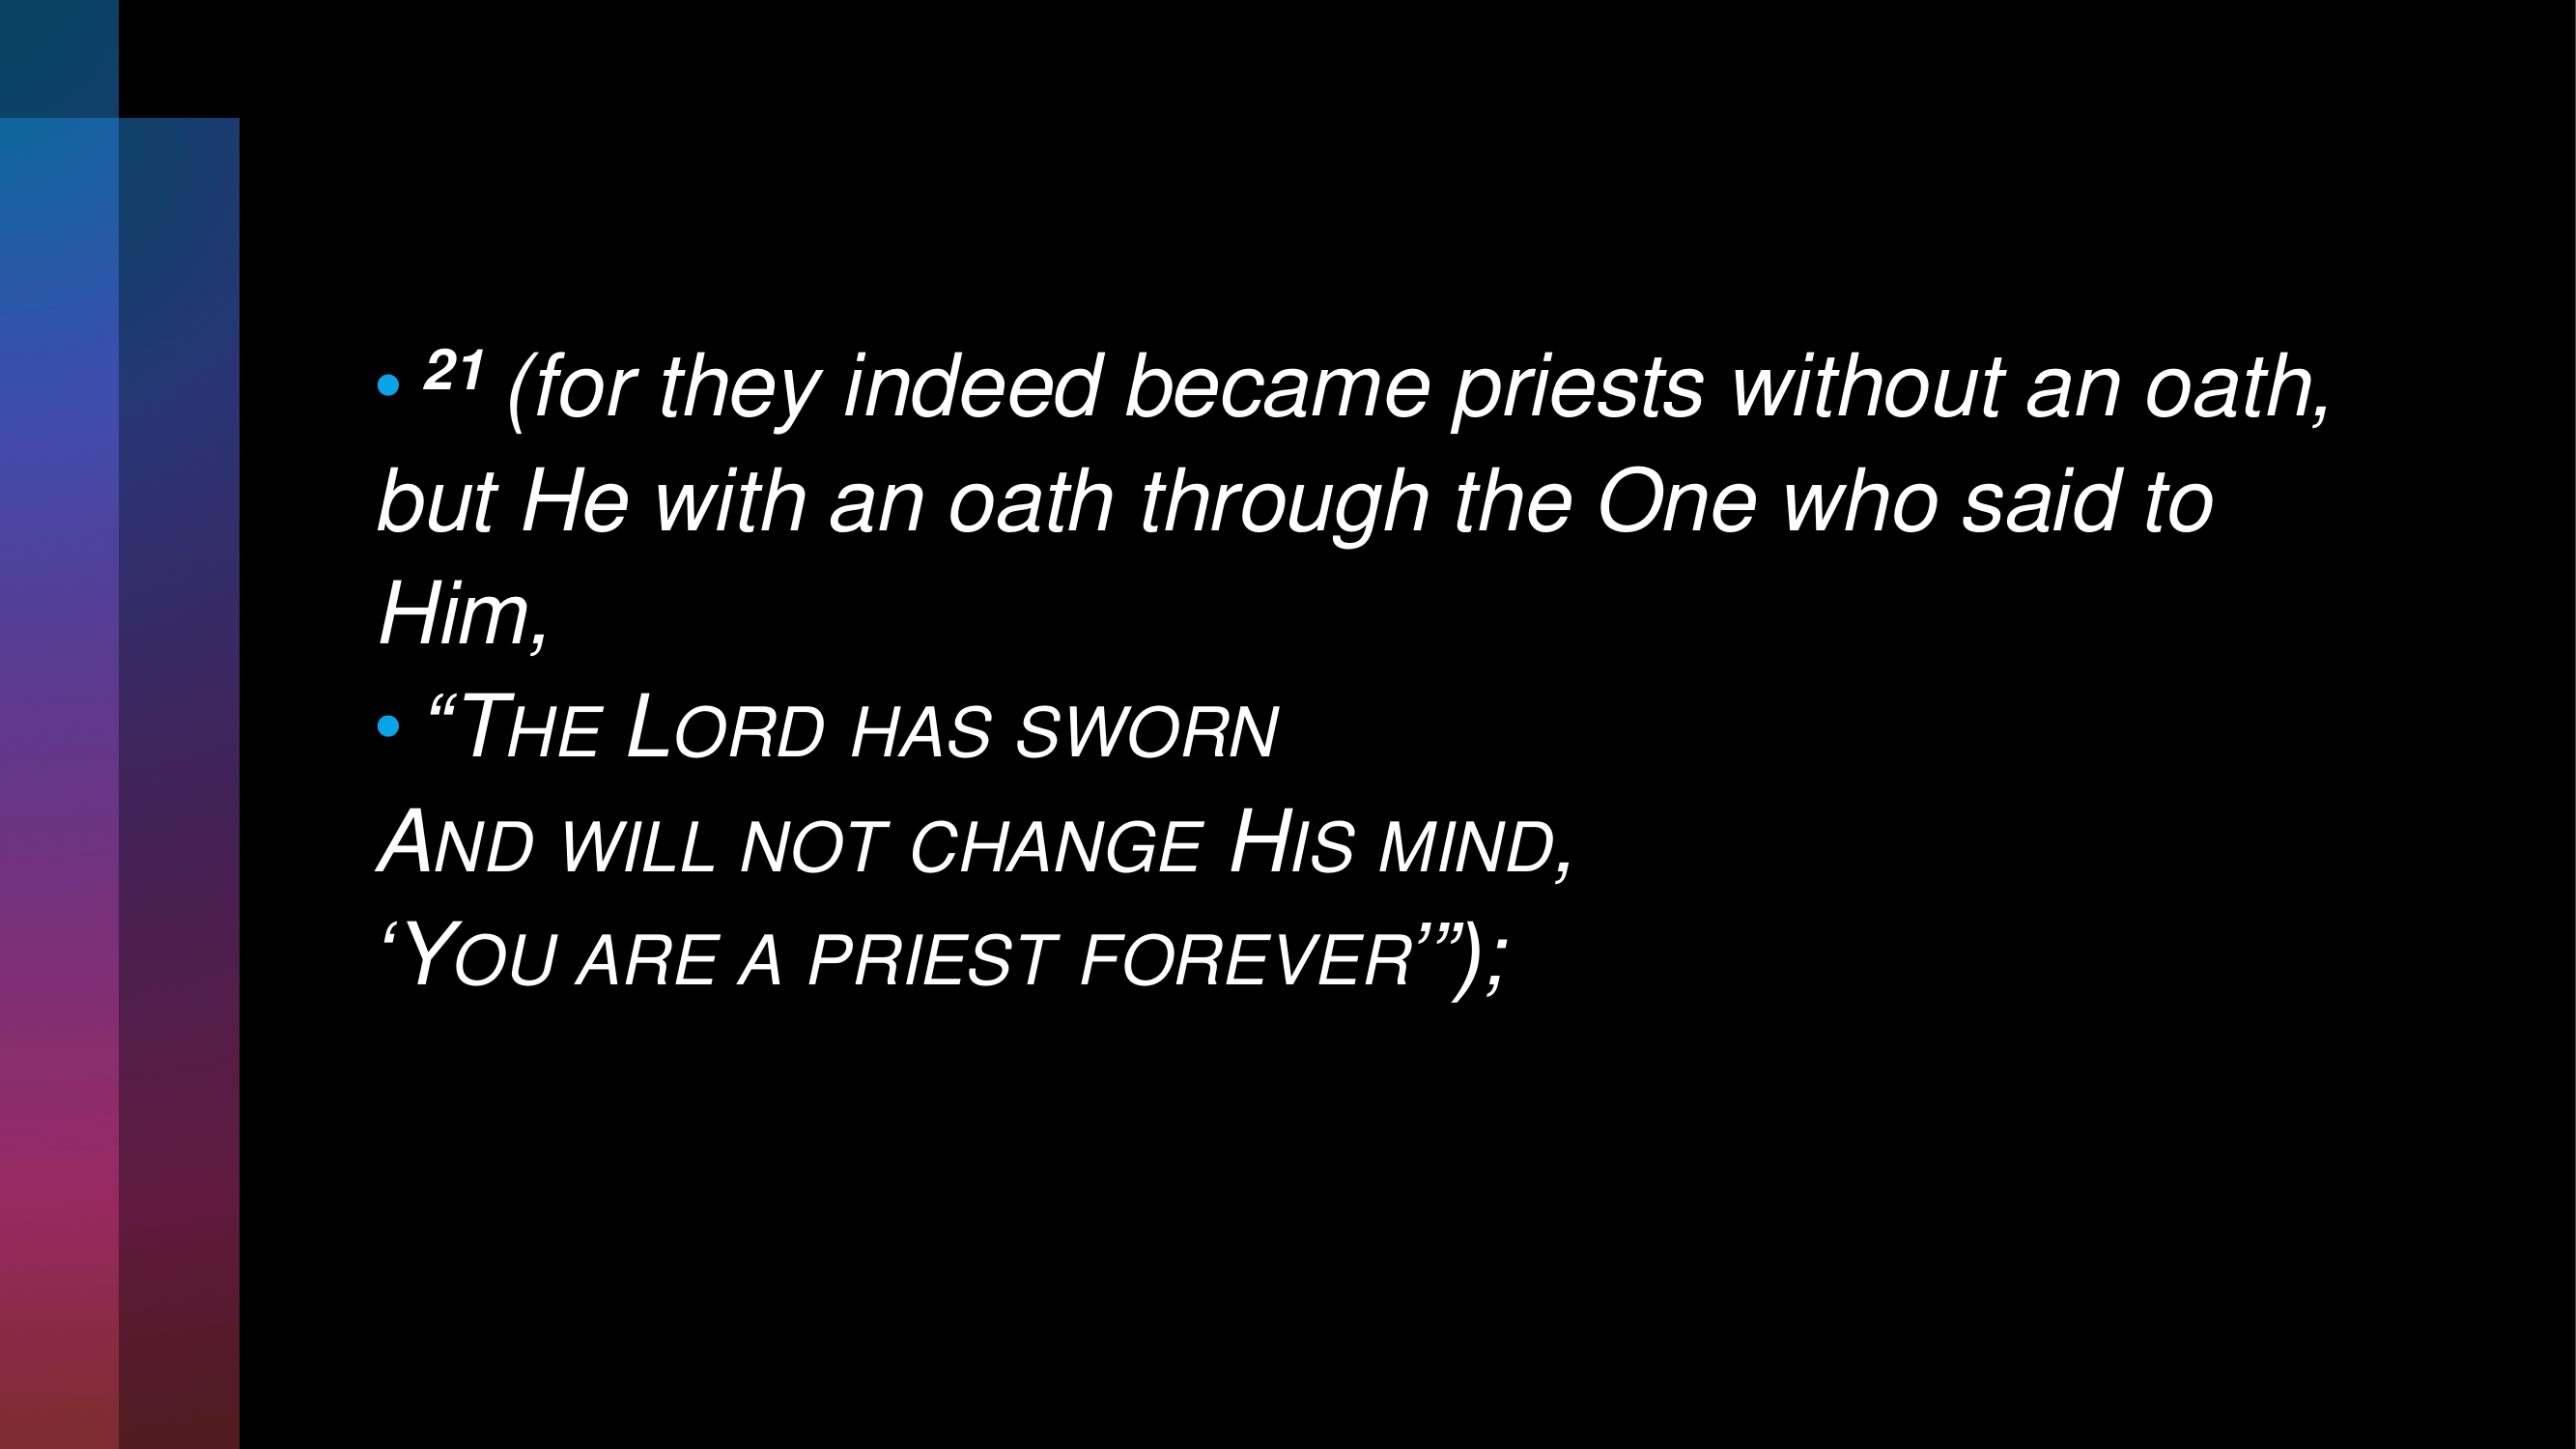 • 21 (for they indeed became priests without an oath,
but He with an oath through the One who said to
Him,
• “THE LORD HAS SWORN
AND WILL NOT CHANGE HIS MIND,
‘YOU ARE A PRIEST FOREVER’”);